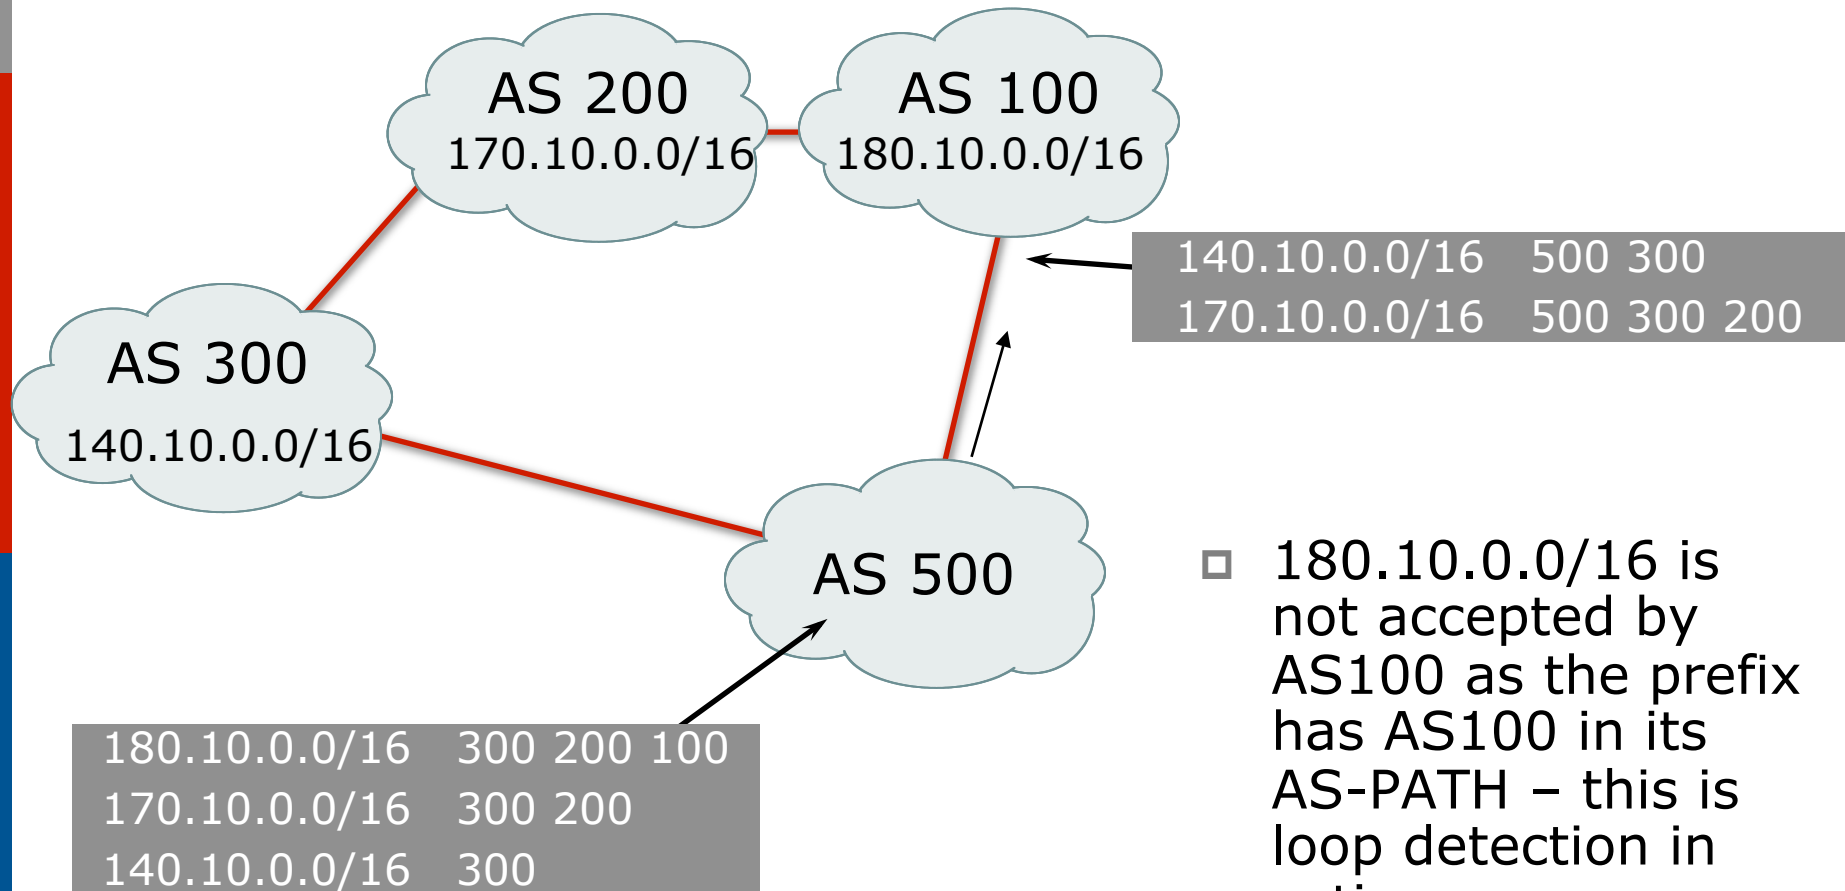 AS 200
170.10.0.0/16
AS 100
180.10.0.0/16
140.10.0.0/16 500 300
170.10.0.0/16 500 300 200
AS 300
140.10.0.0/16
AS 500
180.10.0.0/16 300 200 100
170.10.0.0/16 300 200
140.10.0.0/16 300
180.10.0.0/16 is
not accepted by
AS100 as the prefix
has AS100 in its
AS-PATH – this is
loop detection in